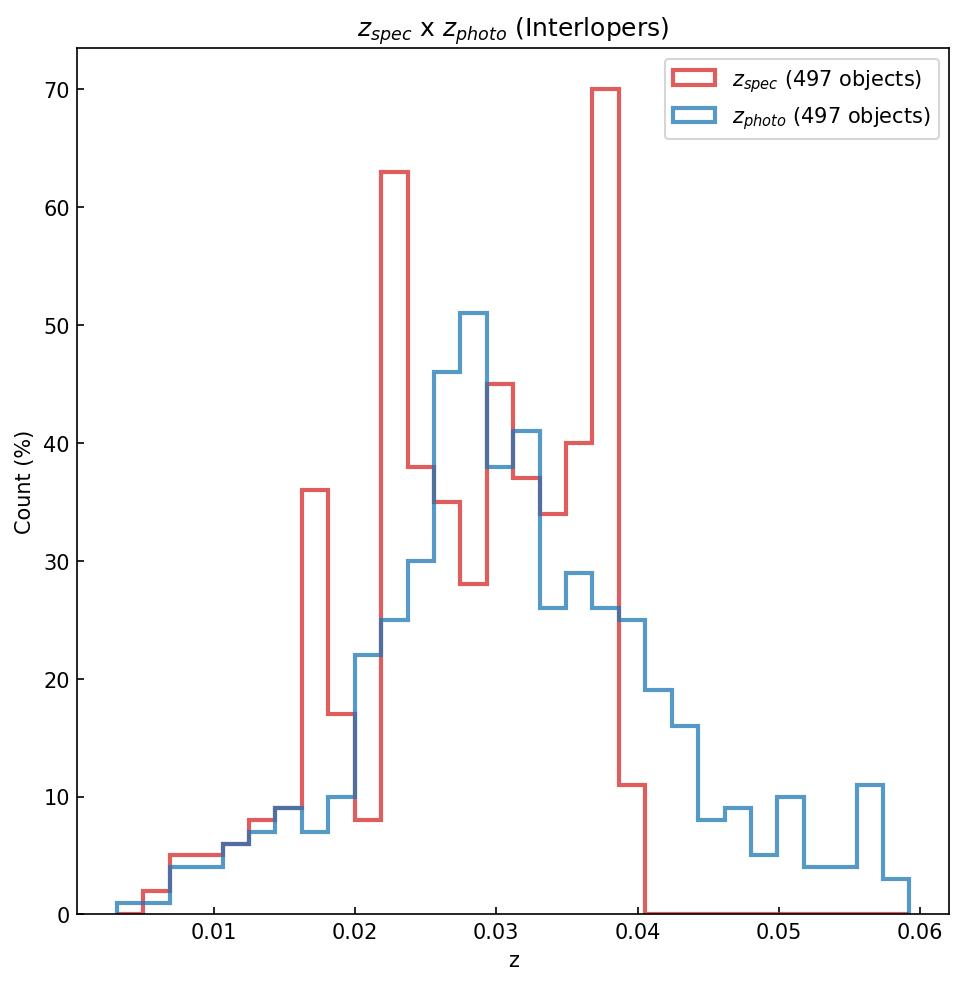 z_spec x z_photo (Interlopers)
z_spec (497 objects)
z_photo (497 objects)
70
60
50
40
30
20
10
0
Count (%)
0.01 0.02 0.03 0.04 0.05 0.06
z